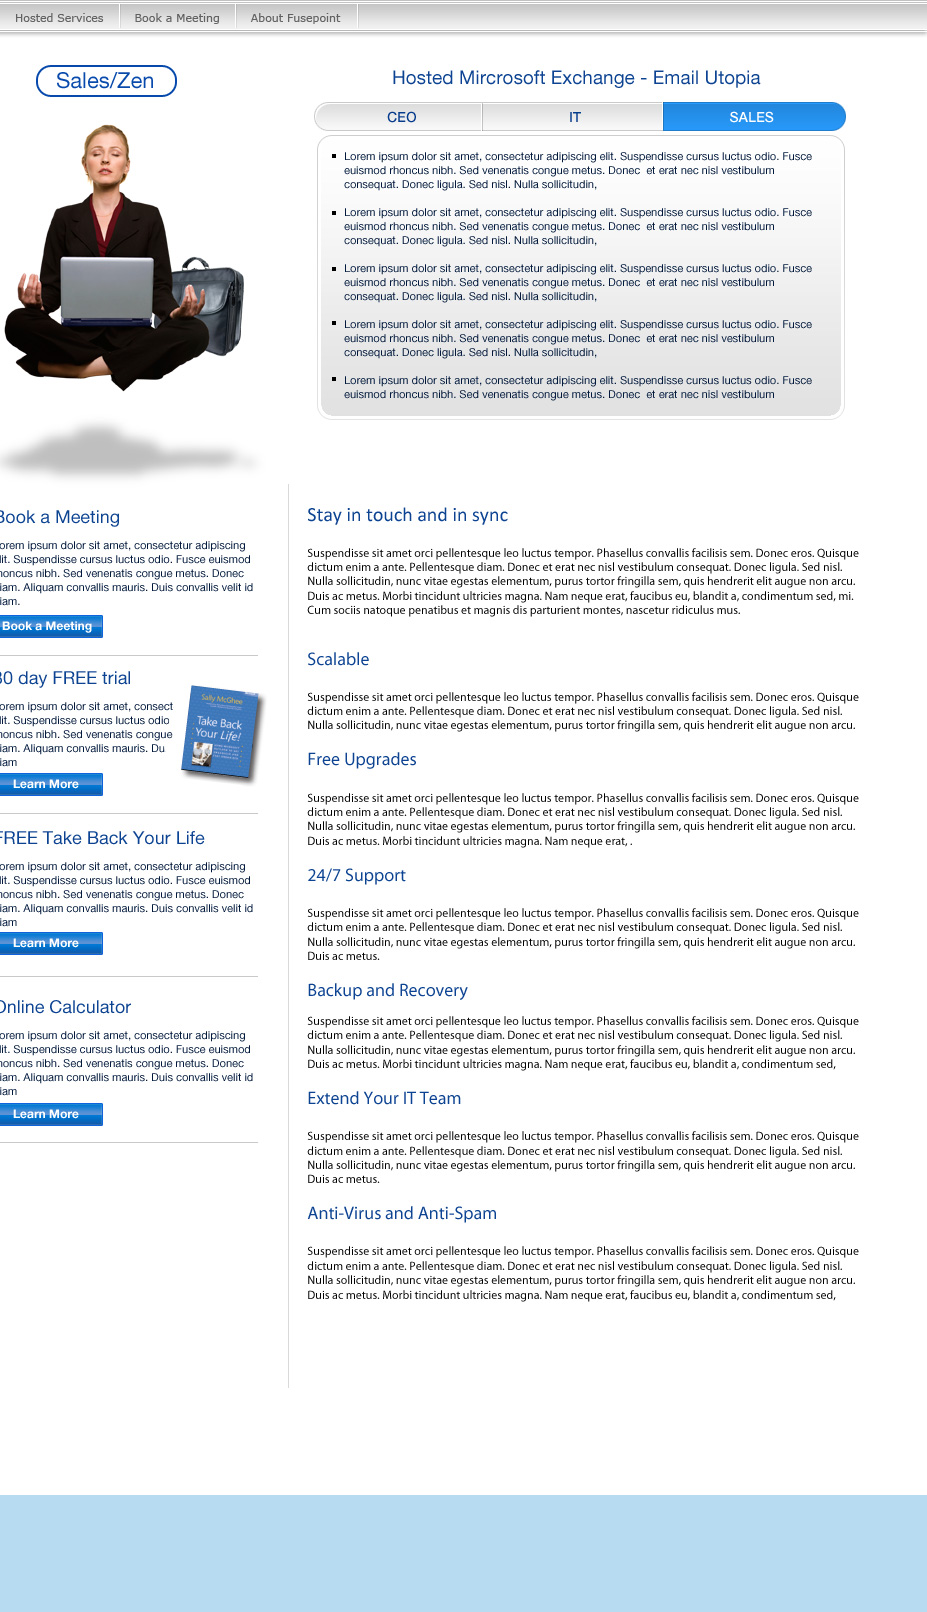 Hosted Services
Book a Meeting
About Fusepoint
Sales/Zen
Hosted Mircrosoft Exchange - Email Utopia
CEO
IT
SALES
Lorem ipsum dolor sit amet, consectetur adipiscing elit. Suspendisse cursus luctus odio. Fusce
euismod rhoncus nibh. Sed venenatis congue metus. Donec et erat nec nisl vestibulum
consequat. Donec ligula. Sed nisl. Nulla sollicitudin,
Lorem ipsum dolor sit amet, consectetur adipiscing elit. Suspendisse cursus luctus odio. Fusce
euismod rhoncus nibh. Sed venenatis congue metus. Donec et erat nec nisl vestibulum
consequat. Donec ligula. Sed nisl. Nulla sollicitudin,
Lorem ipsum dolor sit amet, consectetur adipiscing elit. Suspendisse cursus luctus odio. Fusce
euismod rhoncus nibh. Sed venenatis congue metus. Donec et erat nec nisl vestibulum
consequat. Donec ligula. Sed nisl. Nulla sollicitudin,
Lorem ipsum dolor sit amet, consectetur adipiscing elit. Suspendisse cursus luctus odio. Fusce
euismod rhoncus nibh. Sed venenatis congue metus. Donec et erat nec nisl vestibulum
consequat. Donec ligula. Sed nisl. Nulla sollicitudin,
Lorem ipsum dolor sit amet, consectetur adipiscing elit. Suspendisse cursus luctus odio. Fusce
euismod rhoncus nibh. Sed venenatis congue metus. Donec et erat nec nisl vestibulum
Book a Meeting
orem ipsum dolor sit amet, consectetur adipiscing
lit. Suspendisse cursus luctus odio. Fusce euismod
honcus nibh. Sed venenatis congue metus. Donec
iam. Aliquam convallis mauris. Duis convallis velit id
iam.
Book a Meeting
30 day FREE trial
orem ipsum dolor sit amet, consect
lit. Suspendisse cursus luctus odio
honcus nibh. Sed venenatis congue
iam. Aliquam convallis mauris. Du
iam
Learn More
Sally McGhee
Take Back
Your Life!
FREE Take Back Your Life
orem ipsum dolor sit amet, consectetur adipiscing
lit. Suspendisse cursus luctus odio. Fusce euismod
honcus nibh. Sed venenatis congue metus. Donec
iam. Aliquam convallis mauris. Duis convallis velit id
iam
Learn More
Online Calculator
orem ipsum dolor sit amet, consectetur adipiscing
lit. Suspendisse cursus luctus odio. Fusce euismod
honcus nibh. Sed venenatis congue metus. Donec
iam. Aliquam convallis mauris. Duis convallis velit id
iam
Learn More
Stay in touch and in sync
Suspendisse sit amet orci pellentesque leo luctus tempor. Phasellus convallis facilisis sem. Donec eros. Quisque
dictum enim a ante. Pellentesque diam. Donec et erat nec nisl vestibulum consequat. Donec ligula. Sed nisl.
Nulla sollicitudin, nunc vitae egestas elementum, purus tortor fringilla sem, quis hendrerit elit augue non arcu.
Duis ac metus. Morbi tincidunt ultricies magna. Nam neque erat, faucibus eu, blandit a, condimentum sed, mi.
Cum sociis natoque penatibus et magnis dis parturient montes, nascetur ridiculus mus.
Scalable
Suspendisse sit amet orci pellentesque leo luctus tempor. Phasellus convallis facilisis sem. Donec eros. Quisque
dictum enim a ante. Pellentesque diam. Donec et erat nec nisl vestibulum consequat. Donec ligula. Sed nisl.
Nulla sollicitudin, nunc vitae egestas elementum, purus tortor fringilla sem, quis hendrerit elit augue non arcu.
Free Upgrades
Suspendisse sit amet orci pellentesque leo luctus tempor. Phasellus convallis facilisis sem. Donec eros. Quisque
dictum enim a ante. Pellentesque diam. Donec et erat nec nisl vestibulum consequat. Donec ligula. Sed nisl.
Nulla sollicitudin, nunc vitae egestas elementum, purus tortor fringilla sem, quis hendrerit elit augue non arcu.
Duis ac metus. Morbi tincidunt ultricies magna. Nam neque erat, .
24/7 Support
Suspendisse sit amet orci pellentesque leo luctus tempor. Phasellus convallis facilisis sem. Donec eros. Quisque
dictum enim a ante. Pellentesque diam. Donec et erat nec nisl vestibulum consequat. Donec ligula. Sed nisl.
Nulla sollicitudin, nunc vitae egestas elementum, purus tortor fringilla sem, quis hendrerit elit augue non arcu.
Duis ac metus.
Backup and Recovery
Suspendisse sit amet orci pellentesque leo luctus tempor. Phasellus convallis facilisis sem. Donec eros. Quisque
dictum enim a ante. Pellentesque diam. Donec et erat nec nisl vestibulum consequat. Donec ligula. Sed nisl.
Nulla sollicitudin, nunc vitae egestas elementum, purus tortor fringilla sem, quis hendrerit elit augue non arcu.
Duis ac metus. Morbi tincidunt ultricies magna. Nam neque erat, faucibus eu, blandit a, condimentum sed,
Extend Your IT Team
Suspendisse sit amet orci pellentesque leo luctus tempor. Phasellus convallis facilisis sem. Donec eros. Quisque
dictum enim a ante. Pellentesque diam. Donec et erat nec nisl vestibulum consequat. Donec ligula. Sed nisl.
Nulla sollicitudin, nunc vitae egestas elementum, purus tortor fringilla sem, quis hendrerit elit augue non arcu.
Duis ac metus.
Anti-Virus and Anti-Spam
Suspendisse sit amet orci pellentesque leo luctus tempor. Phasellus convallis facilisis sem. Donec eros. Quisque
dictum enim a ante. Pellentesque diam. Donec et erat nec nisl vestibulum consequat. Donec ligula. Sed nisl.
Nulla sollicitudin, nunc vitae egestas elementum, purus tortor fringilla sem, quis hendrerit elit augue non arcu.
Duis ac metus. Morbi tincidunt ultricies magna. Nam neque erat, faucibus eu, blandit a, condimentum sed,